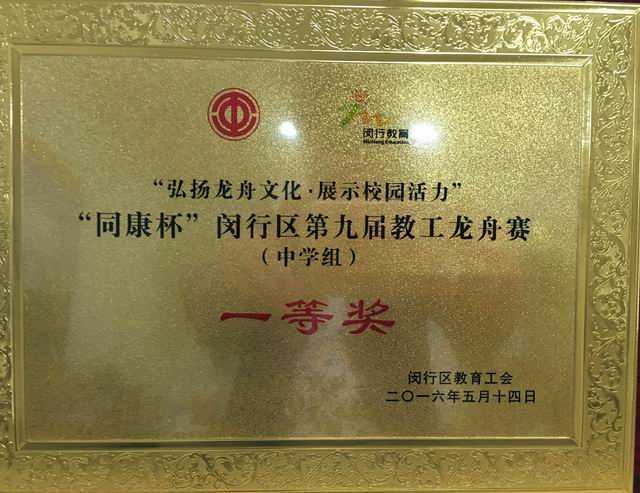 闵行教育
MinHang Education
“弘扬龙舟文化·展示校园活力”
“同康杯”闵行区第九届教工龙舟赛
（中学组）
一等奖
闵行区教育工会
二〇一六年五月十四日